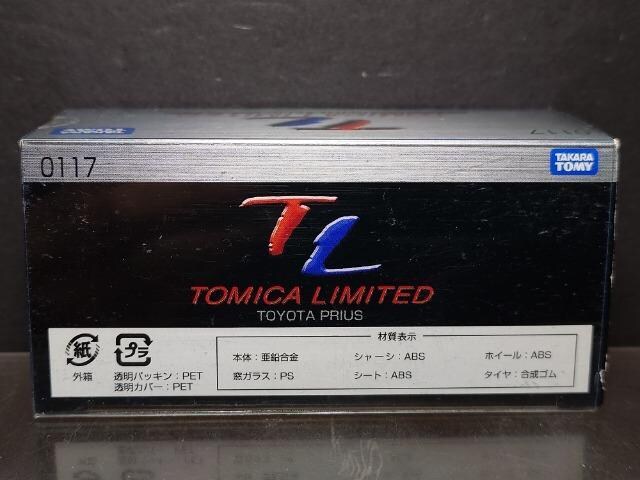 0117
0117
TAKARA
TOMY
TL
TOMICA LIMITED
TOYOTA PRIUS
材質表示
紙
外箱
プラ
透明パッキン:PET
透明カバー:PET
本体:亜鉛合金
シャーシ:ABS
ホイール:ABS
窓ガラス:PS
シート:ABS
タイヤ:合成ゴム